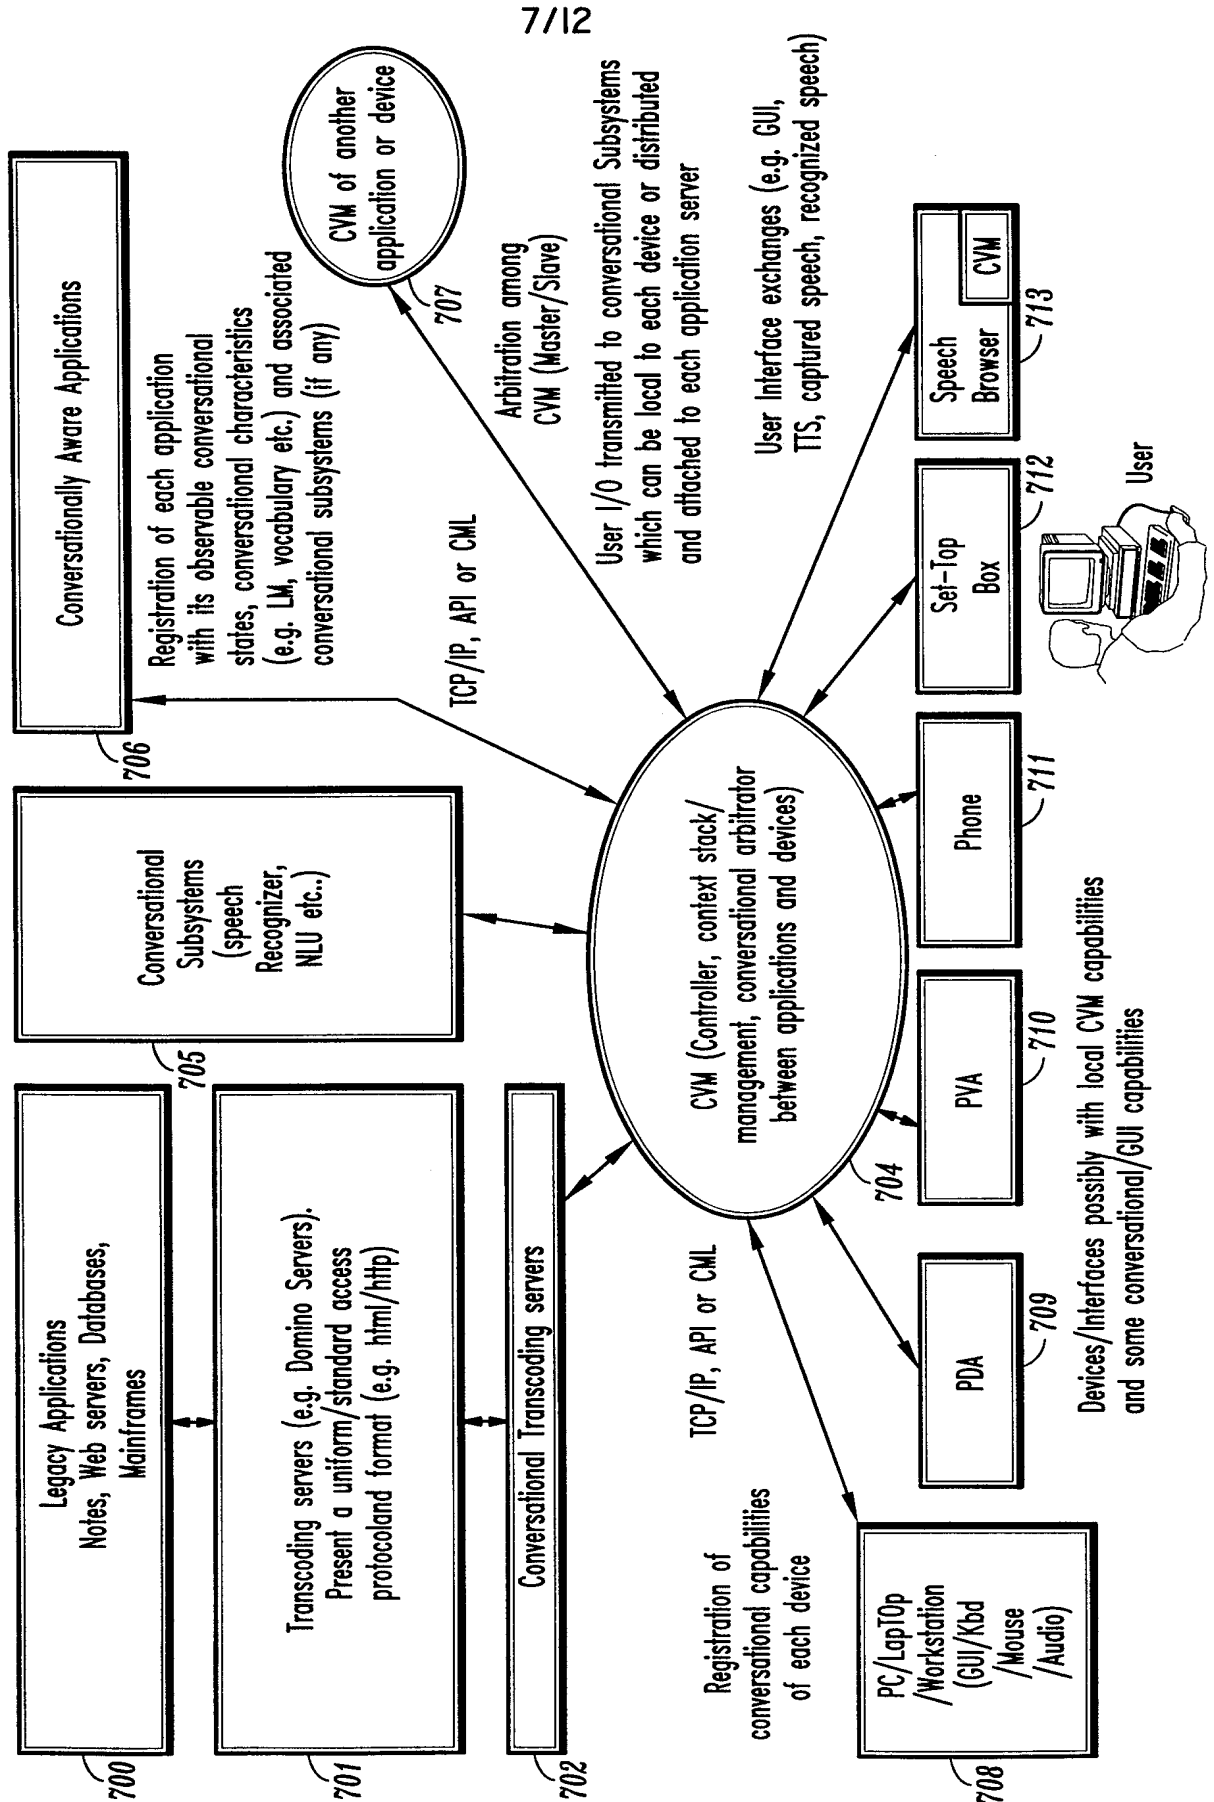 7/12
Legacy Applications
Notes, Web servers, Databases,
Mainframes
700
Transcoding servers (e.g. Domino Servers).
Present a uniform/standard access
protocoland format (e.g. html/http)
701
Conversational Transcoding servers
702
Conversational
Subsystems
(speech
Recognizer,
NLU etc..)
705
Conversationally Aware Applications
706
Registration of each application
with its observable conversational
states, conversational characteristics
(e.g. LM, vocabulary etc.) and associated
conversational subsystems (if any)
TCP/IP, API or CML
CVM of another
application or device
707
Arbitration among
CVM (Master/Slave)
User I/O transmitted to conversational Subsystems
which can be local to each device or distributed
and attached to each application server
User Interface exchanges (e.g. GUI,
TTS, captured speech, recognized speech)
CVM (Controller, context stack/
management, conversational arbitrator
between applications and devices)
704
TCP/IP, API or CML
Registration of
conversational capabilities
of each device
PC/LapTOp
/Workstation
(GUI/Kbd
/Mouse
/Audio)
708
PDA
709
PVA
710
Phone
711
Set-Top
Box
712
Speech
Browser
CVM
713
User
Devices/Interfaces possibly with local CVM capabilities
and some conversational/GUI capabilities